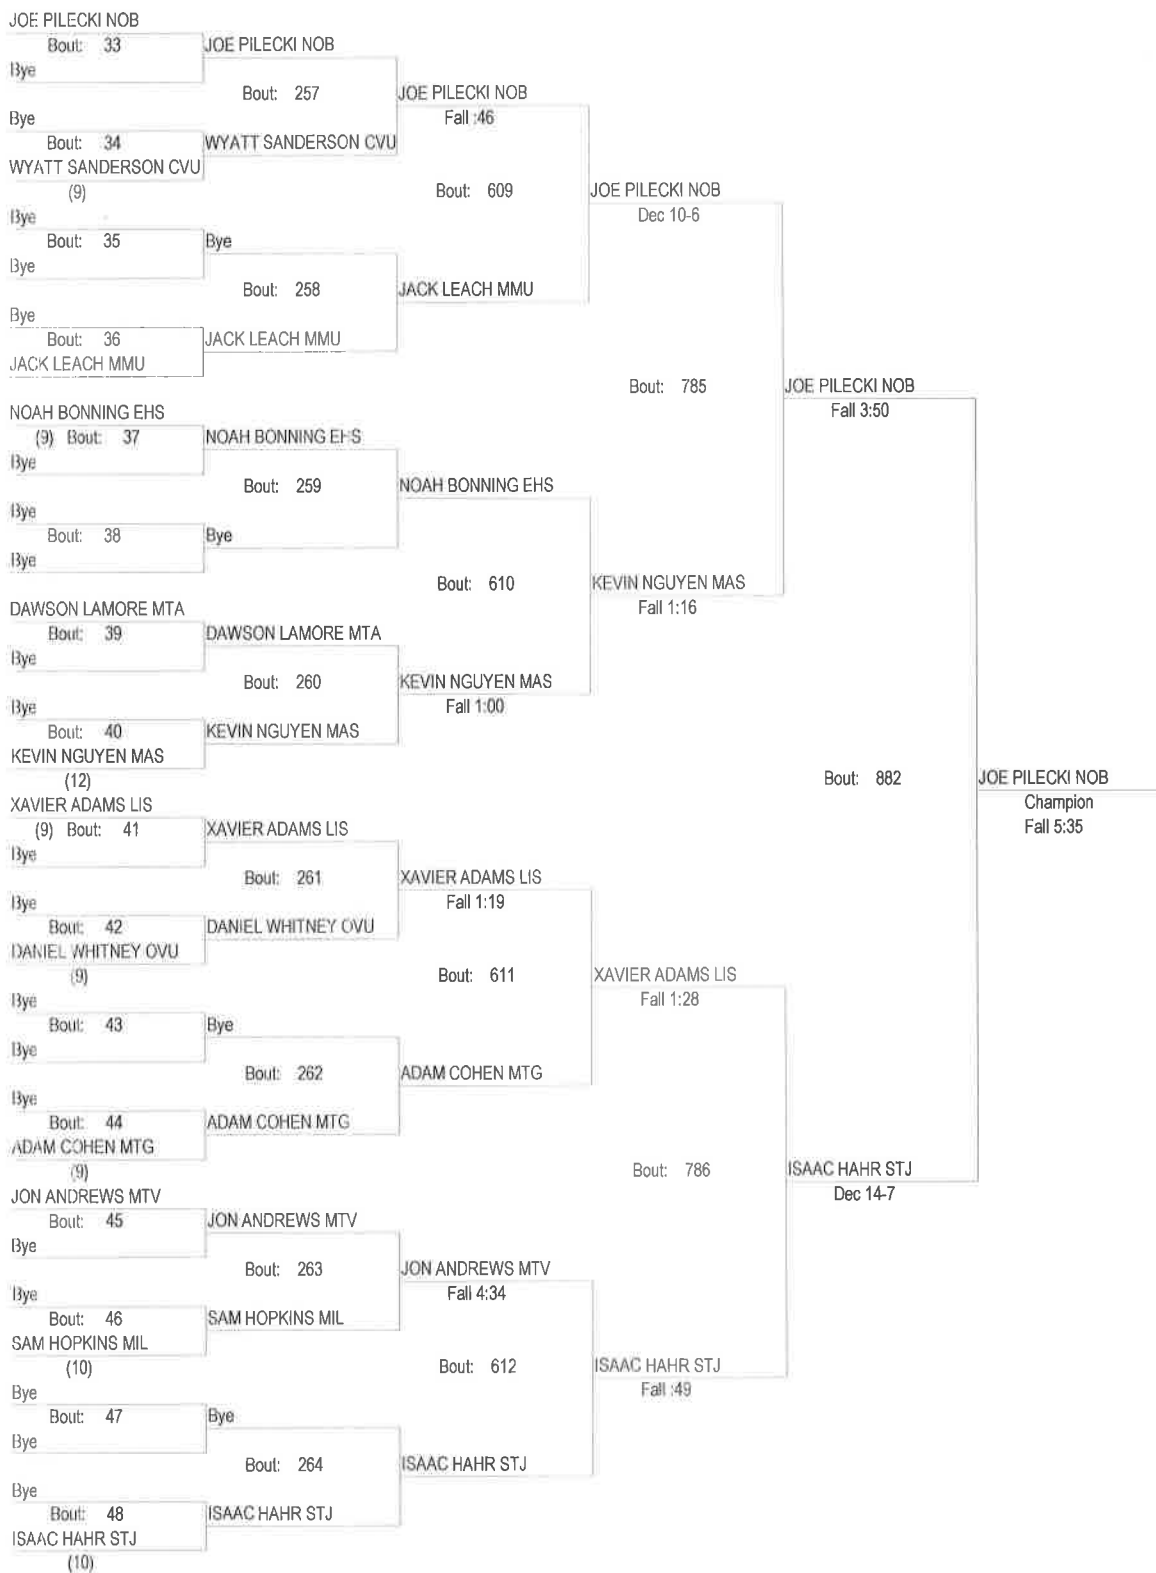 JOE PILECKI NOB
Bout: 33
JOE PILECKI NOB
Bye
Bout: 257
JOE PILECKI NOB
Fall :46
Bye
Bout: 34
WYATT SANDERSON CVU
WYATT SANDERSON CVU
(9)
Bout: 609
JOE PILECKI NOB
Dec 10-6
Bye
Bout: 35
Bye
Bye
Bout: 258
JACK LEACH MMU
Bye
Bout: 36
JACK LEACH MMU
JACK LEACH MMU
Bout: 785
JOE PILECKI NOB
Fall 3:50
NOAH BONNING EHS
(9) Bout: 37
NOAH BONNING EHS
Bye
Bout: 259
NOAH BONNING EHS
Bye
Bout: 38
Bye
Bye
Bout: 610
KEVIN NGUYEN MAS
Fall 1:16
DAWSON LAMORE MTA
Bout: 39
DAWSON LAMORE MTA
Bye
Bout: 260
KEVIN NGUYEN MAS
Fall 1:00
Bye
Bout: 40
KEVIN NGUYEN MAS
KEVIN NGUYEN MAS
(12)
Bout: 882
JOE PILECKI NOB
Champion
Fall 5:35
XAVIER ADAMS LIS
(9) Bout: 41
XAVIER ADAMS LIS
Bye
Bout: 261
XAVIER ADAMS LIS
Fall 1:19
Bye
Bout: 42
DANIEL WHITNEY OVU
DANIEL WHITNEY OVU
(9)
Bout: 611
XAVIER ADAMS LIS
Fall 1:28
Bye
Bout: 43
Bye
Bye
Bout: 262
ADAM COHEN MTG
Bye
Bout: 44
ADAM COHEN MTG
ADAM COHEN MTG
(9)
Bout: 786
ISAAC HAHR STJ
Dec 14-7
JON ANDREWS MTV
Bout: 45
JON ANDREWS MTV
Bye
Bout: 263
JON ANDREWS MTV
Fall 4:34
Bye
Bout: 46
SAM HOPKINS MIL
SAM HOPKINS MIL
(10)
Bout: 612
ISAAC HAHR STJ
Fall :49
Bye
Bout: 47
Bye
Bye
Bout: 264
ISAAC HAHR STJ
Bye
Bout: 48
ISAAC HAHR STJ
ISAAC HAHR STJ
(10)